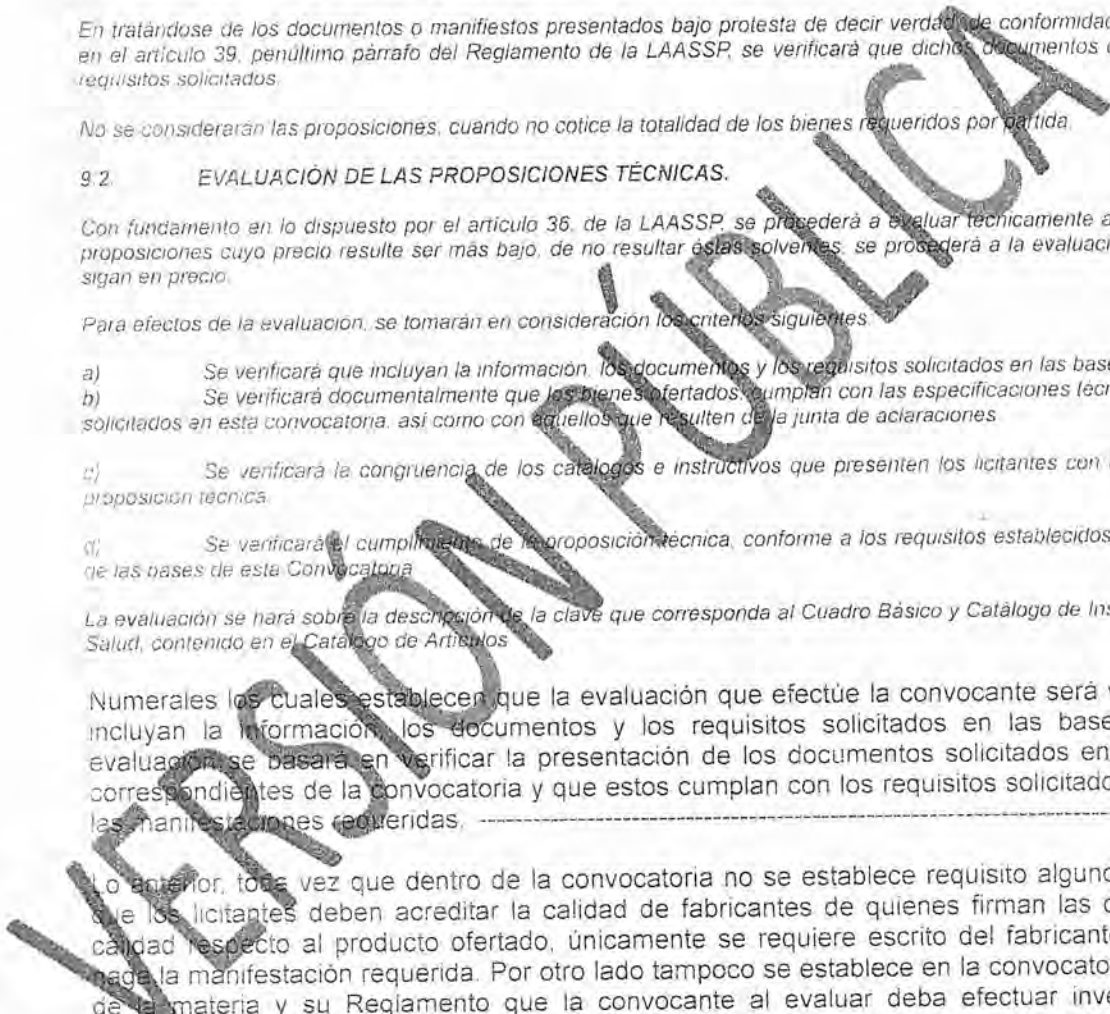 En tratándose de los documentos o manifiestos presentados bajo protesta de decir verdad, de conformidad
en el artículo 39, penúltimo párrafo del Reglamento de la LAASSP, se verificará que dichos documentos
requisitos solicitados.
No se considerarán las proposiciones, cuando no cotice la totalidad de los bienes requeridos por partida.
9.2. EVALUACIÓN DE LAS PROPOSICIONES TÉCNICAS.
Con fundamento en lo dispuesto por el artículo 36, de la LAASSP, se procederá a evaluar técnicamente a
proposiciones cuyo precio resulte ser más bajo, de no resultar éstas solventes, se procederá a la
sigan en precio.
Para efectos de la evaluación, se tomarán en consideración los criterios siguientes:
a) Se verificará que incluyan la información, los documentos y los requisitos solicitados en las
b) Se verificará documentalmente que los bienes ofertados, cumplan con las especificaciones
solicitados en esta convocatoria, así como con aquellos que resulten de la junta de aclaraciones
c) Se verificará la congruencia de los catálogos e instructivos que presenten los licitantes con
proposición técnica.
d) Se verificará el cumplimiento de la proposición técnica, conforme a los requisitos establecidos
de las bases de esta Convocatoria
La evaluación se hará sobre la descripción de la clave que corresponda al Cuadro Básico y Catálogo de
Salud, contenido en el Catálogo de Artículos
Numerales los cuales establecen que la evaluación que efectúe la convocante será
incluyan la información, los documentos y los requisitos solicitados en las
evaluación se basará en verificar la presentación de los documentos solicitados en
correspondientes de la convocatoria y que estos cumplan con los requisitos
las manifestaciones requeridas. ----------
Lo anterior, toda vez que dentro de la convocatoria no se establece requisito
que los licitantes deben acreditar la calidad de fabricantes de quienes firman las
calidad respecto al producto ofertado, únicamente se requiere escrito del
haga la manifestación requerida. Por otro lado tampoco se establece en la
de la materia y su Reglamento que la convocante al evaluar deba efectuar
VERSIÓN PÚBLICA